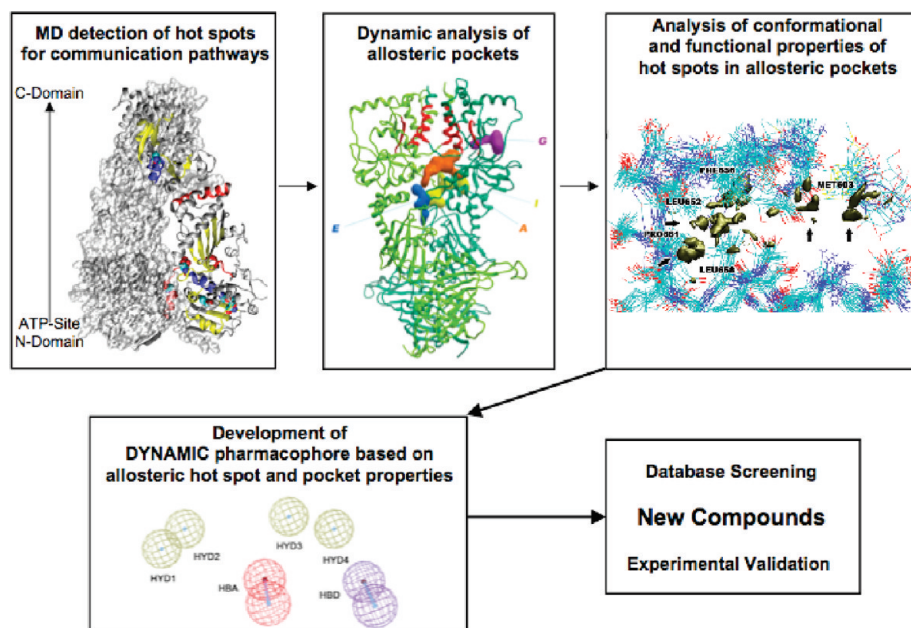 MD detection of hot spots
for communication pathways
C-Domain
ATP-Site
N-Domain
Dynamic analysis of
allosteric pockets
G
I
E
A
Analysis of conformational
and functional properties of
hot spots in allosteric pockets
MET603
LEU652
LEU654
Development of
DYNAMIC pharmacophore based on
allosteric hot spot and pocket properties
HYD1
HYD2
HYD3
HYD4
HBA
HBD
Database Screening
New Compounds
Experimental Validation